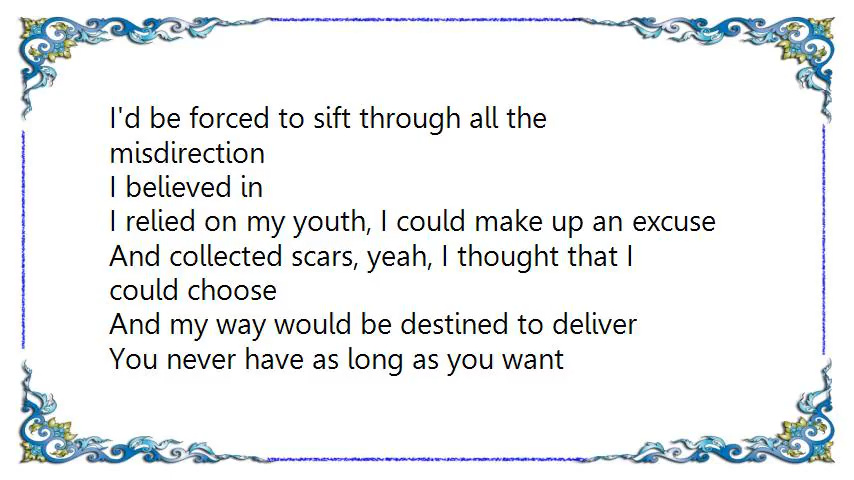 I'd be forced to sift through all the
misdirection
I believed in
I relied on my youth, I could make up an excuse
And collected scars, yeah, I thought that I
could choose
And my way would be destined to deliver
You never have as long as you want